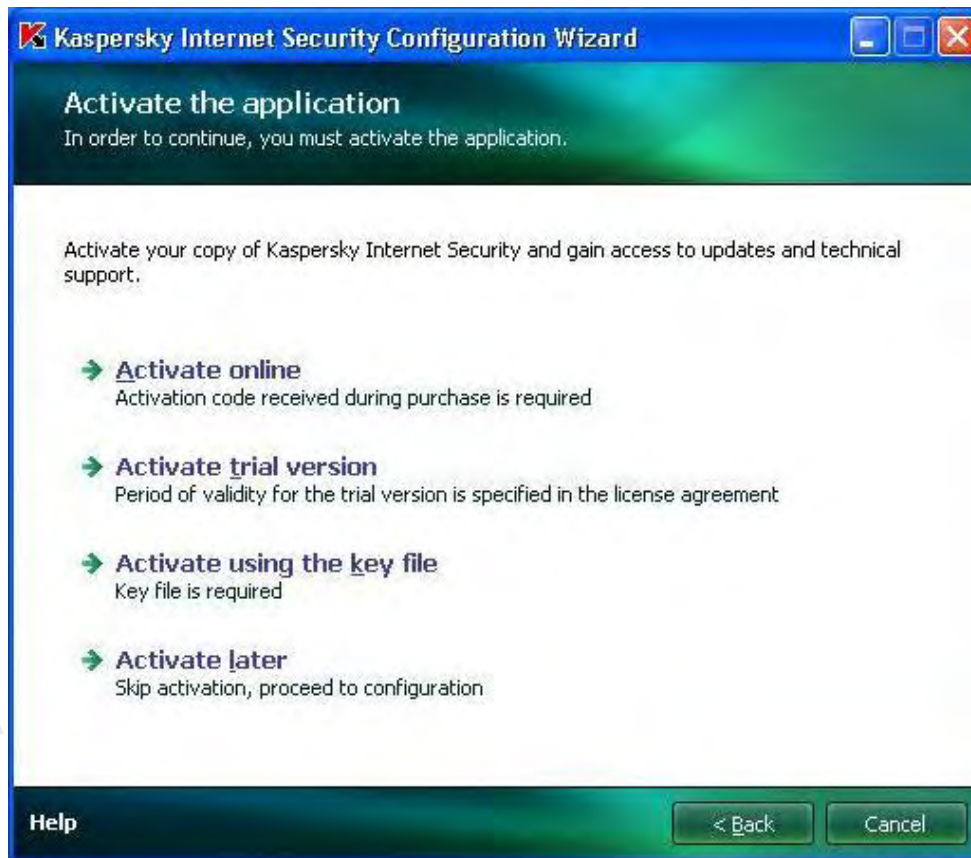 Kaspersky Internet Security Configuration Wizard
Activate the application
In order to continue, you must activate the application.
Activate your copy of Kaspersky Internet Security and gain access to updates and technical
support.
Activate online
Activation code received during purchase is required
Activate trial version
Period of validity for the trial version is specified in the license agreement
Activate using the key file
Key file is required
Activate later
Skip activation, proceed to configuration
Help
< Back
Cancel